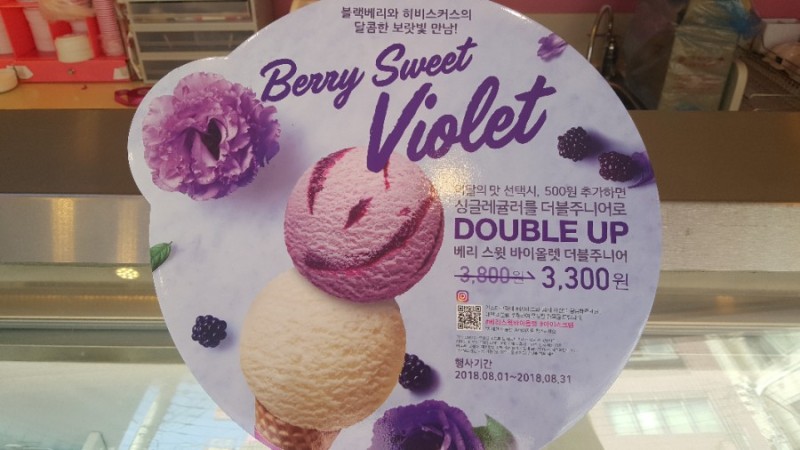 블랙베리와 히비스커스의
달콤한 보랏빛 만남!
Berry Sweet
Violet
이달의 맛 선택시, 500원 추가하면
싱글레귤러를 더블주니어로
DOUBLE UP
베리 스윗 바이올렛 더블주니어
3,800원 3,300원
행사기간
2018.08.01~2018.08.31